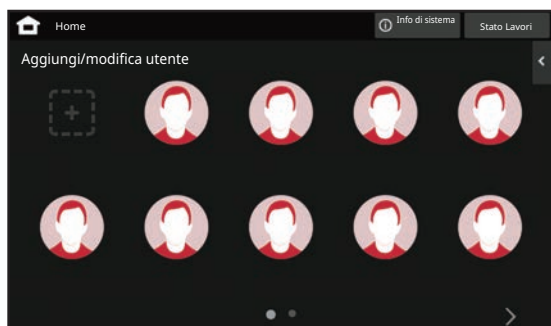 Home
Info di sistema
Stato Lavori
Aggiungi/modifica utente